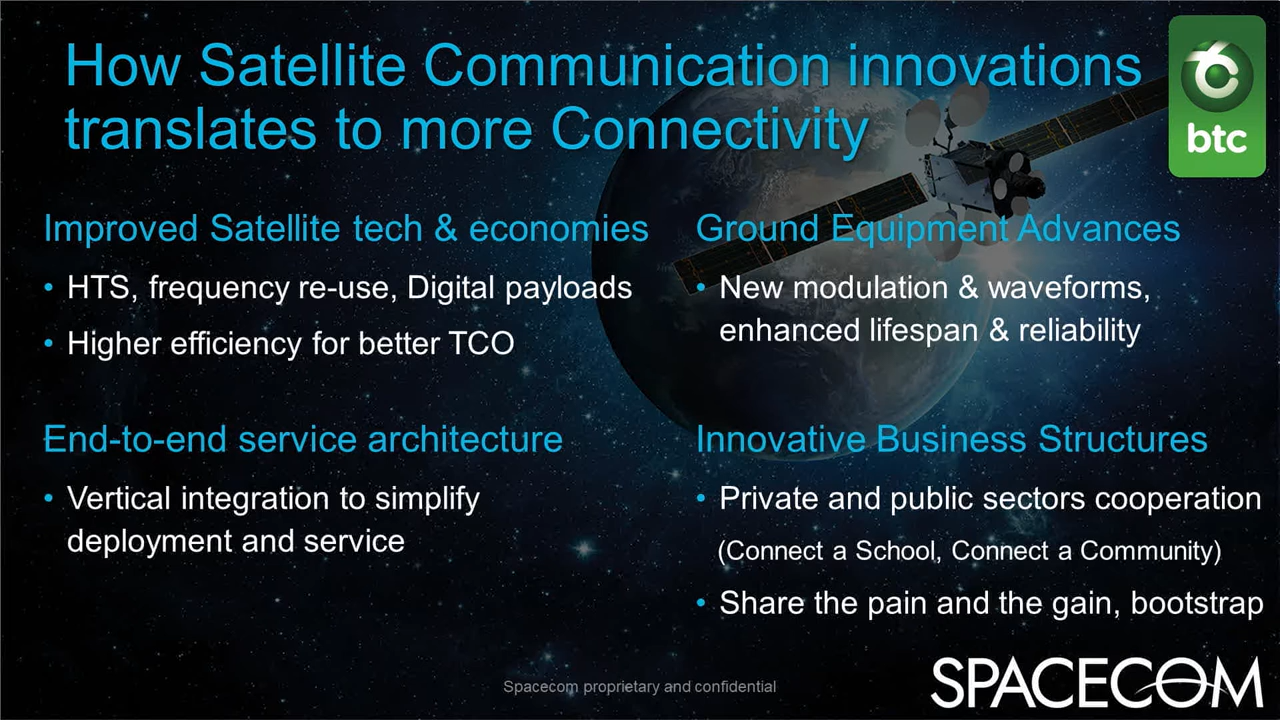 How Satellite Communication innovations
translates to more Connectivity
btc
Improved Satellite tech & economies
• HTS, frequency re-use, Digital payloads
• Higher efficiency for better TCO
Ground Equipment Advances
• New modulation & waveforms,
enhanced lifespan & reliability
End-to-end service architecture
• Vertical integration to simplify
deployment and service
Innovative Business Structures
• Private and public sectors cooperation
(Connect a School, Connect a Community)
• Share the pain and the gain, bootstrap
Spacecom proprietary and confidential
SPACECOM